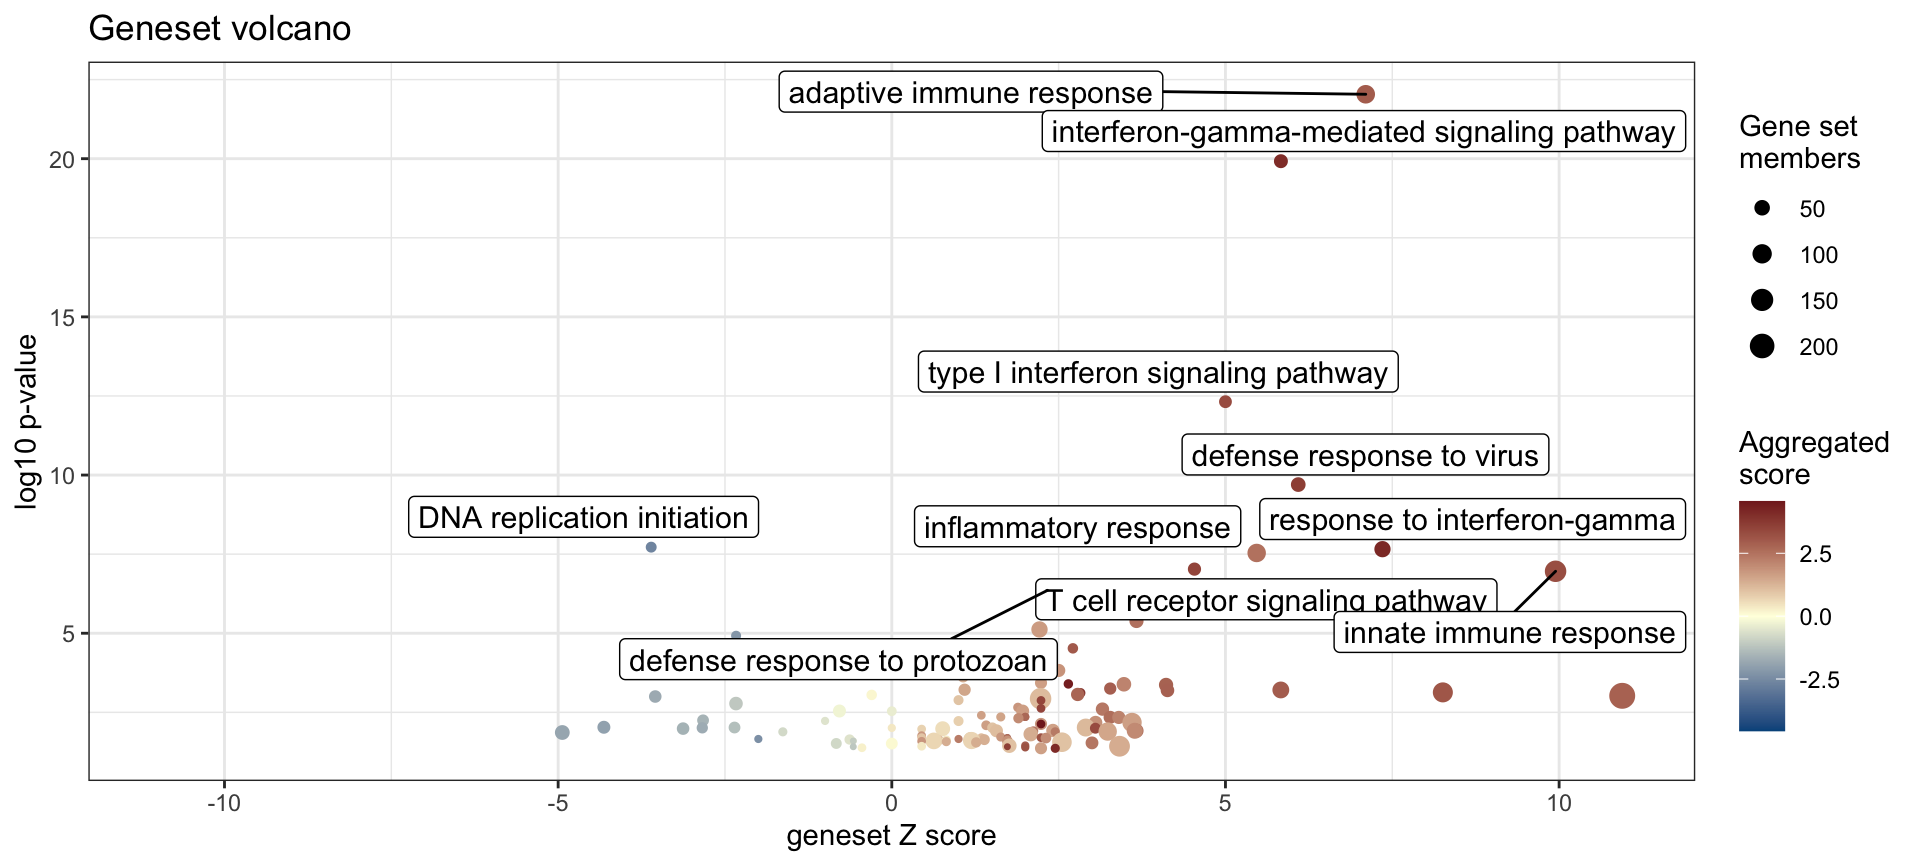 Geneset volcano
adaptive immune response
interferon-gamma-mediated signaling pathway
type I interferon signaling pathway
defense response to virus
DNA replication initiation
inflammatory response
response to interferon-gamma
T cell receptor signaling pathway
innate immune response
defense response to protozoan
log10 p-value
20
15
10
5
-10
-5
0
5
10
geneset Z score
Gene set
members
50
100
150
200
Aggregated
score
2.5
0.0
-2.5